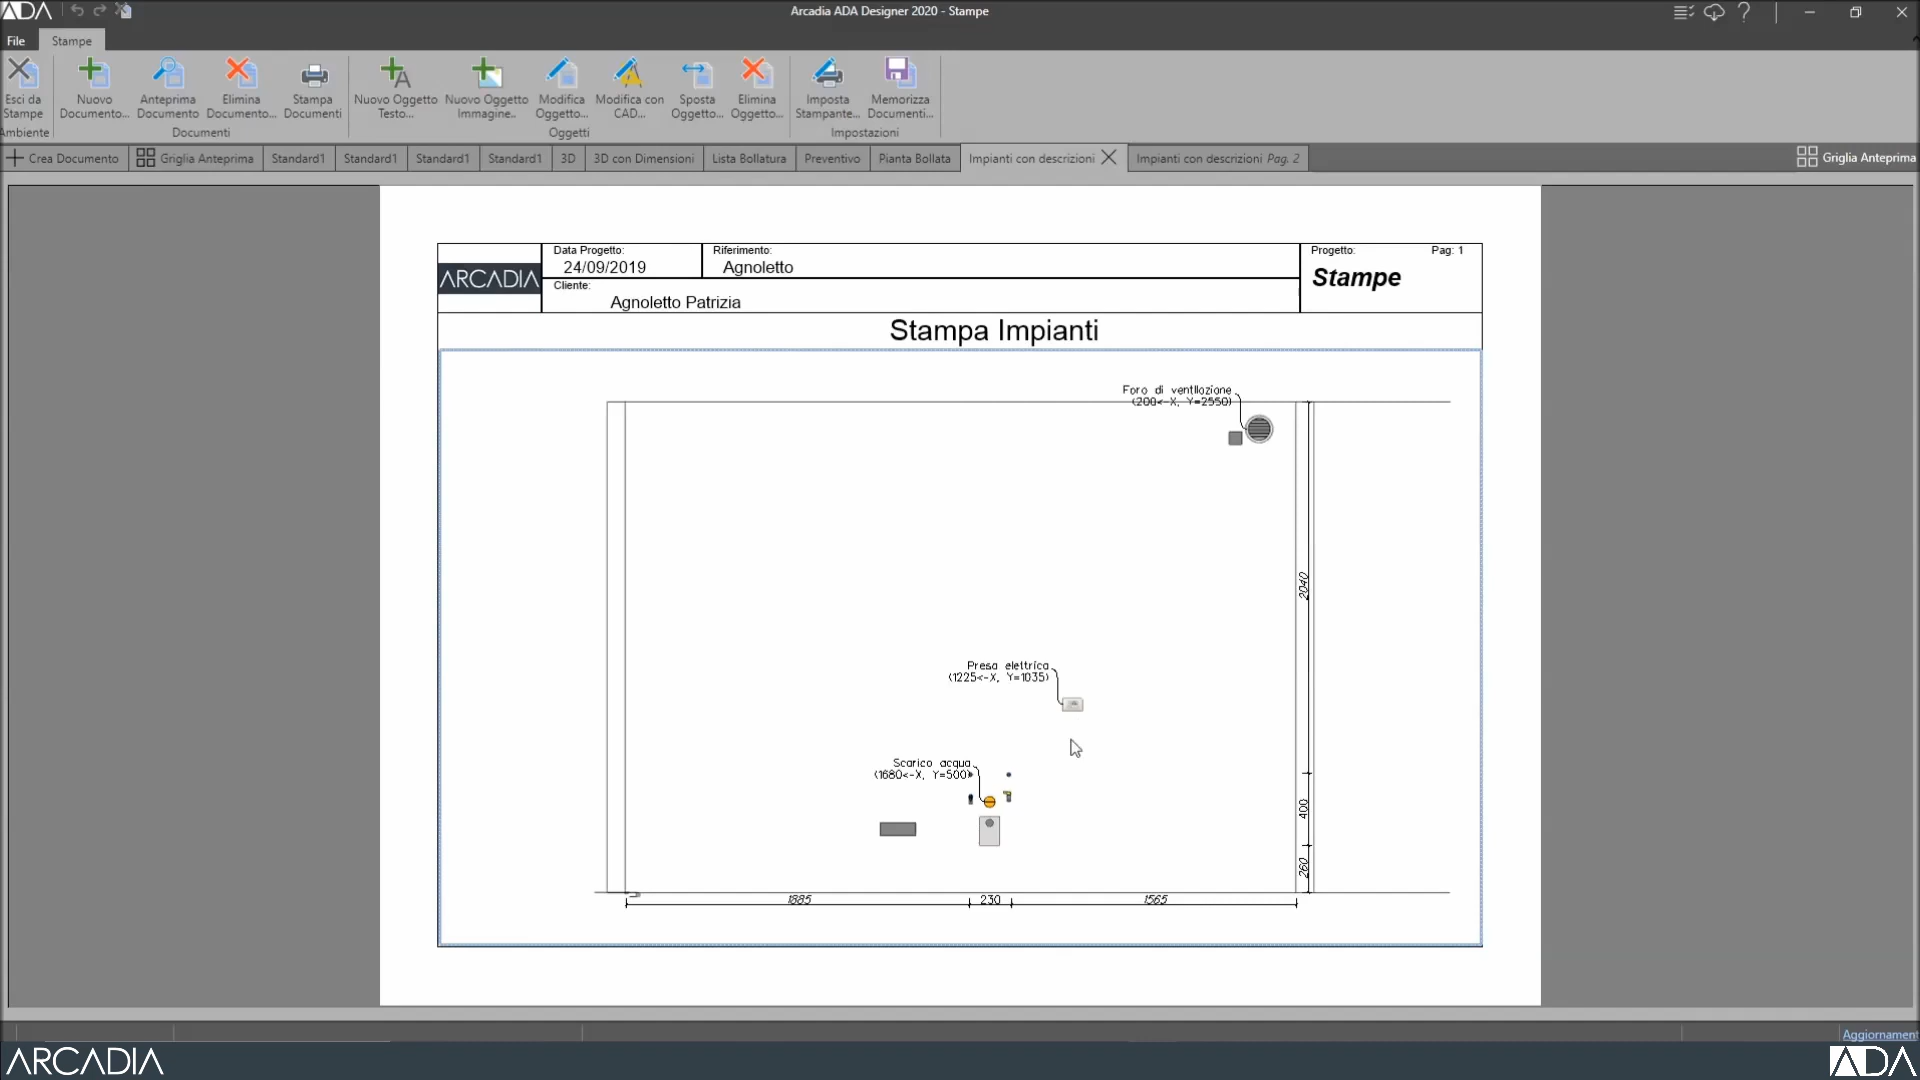 ADA
Arcadia ADA Designer 2020 - Stampe
File
Stampe
Esci da
Stampe
Ambiente
Nuovo
Documento...
Anteprima
Documento
Elimina
Documento...
Stampa
Documenti
Documenti
Nuovo Oggetto
Testo...
Nuovo Oggetto
Immagine..
Modifica
Oggetto...
Modifica con
CAD...
Sposta
Oggetto...
Elimina
Oggetto...
Oggetti
Imposta
Stampante...
Memorizza
Documenti...
Impostazioni
Crea Documento
Griglia Anteprima
Standard1
Standard1
Standard1
Standard1
3D
3D con Dimensioni
Lista Bollatura
Preventivo
Pianta Bollata
Impianti con descrizioni
Impianti con descrizioni Pag. 2
Griglia Anteprima
ARCADIA
Data Progetto:
24/09/2019
Riferimento:
Agnoletto
Cliente:
Agnoletto Patrizia
Progetto:
Pag: 1
Stampe
Stampa Impianti
Foro di ventilazione
(200<-X, Y=2550)
2040
Presa elettrica
(1225<-X, Y=1035)
Scarico acqua
(1680<-X, Y=500)
400
260
1885
230
1565
Aggiornament
ARCADIA
ADA